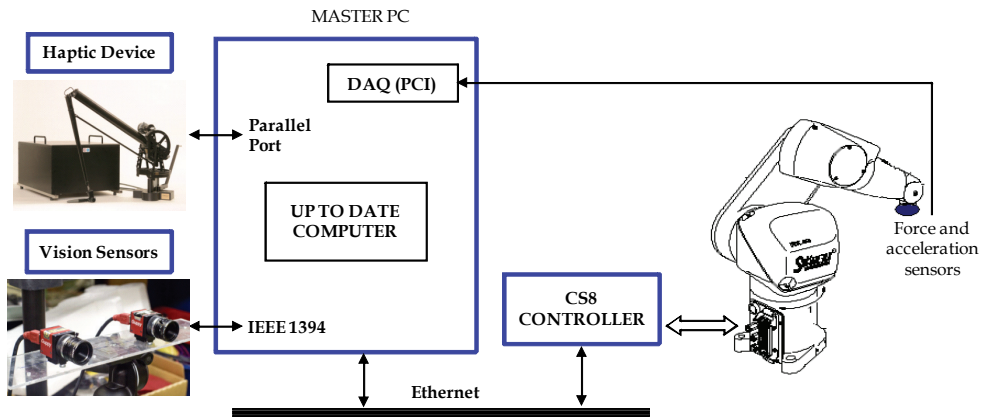 MASTER PC
Haptic Device
DAQ (PCI)
Parallel
Port
UP TO DATE
COMPUTER
Vision Sensors
Force and
acceleration
sensors
CS8
CONTROLLER
IEEE 1394
Ethernet